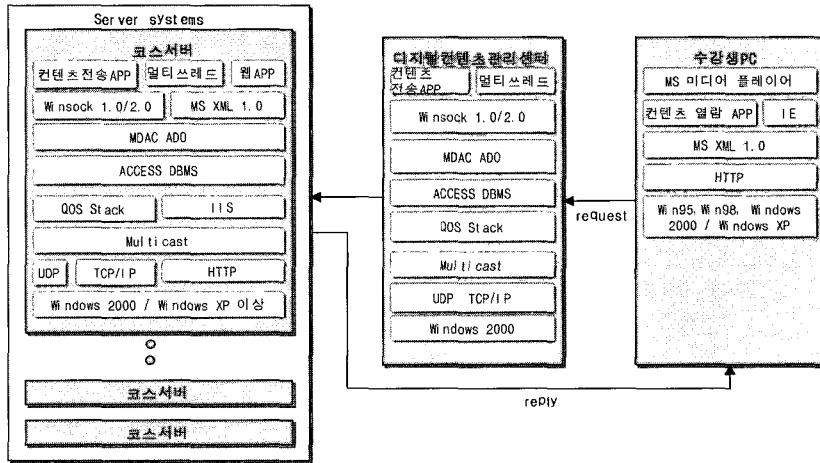 Server systems
코스서버
컨텐츠전송APP 멀티쓰레드 웹APP
Winsock 1.0/2.0 MS XML 1.0
MDAC ADO
ACCESS DBMS
QOS Stack IIS
Multicast
UDP TCP/IP HTTP
Windows 2000 / Windows XP 이상
코스서버
코스서버
디지탈컨텐츠관리센터
컨텐츠
전송APP 멀티쓰레드
Winsock 1.0/2.0
MDAC ADO
ACCESS DBMS
QOS Stack
Multicast
UDP TCP/IP
Windows 2000
request
수강생PC
MS 미디어 플레이어
컨텐츠 열람 APP IE
MS XML 1.0
HTTP
Win95, Win98, Windows
2000 / Windows XP
reply